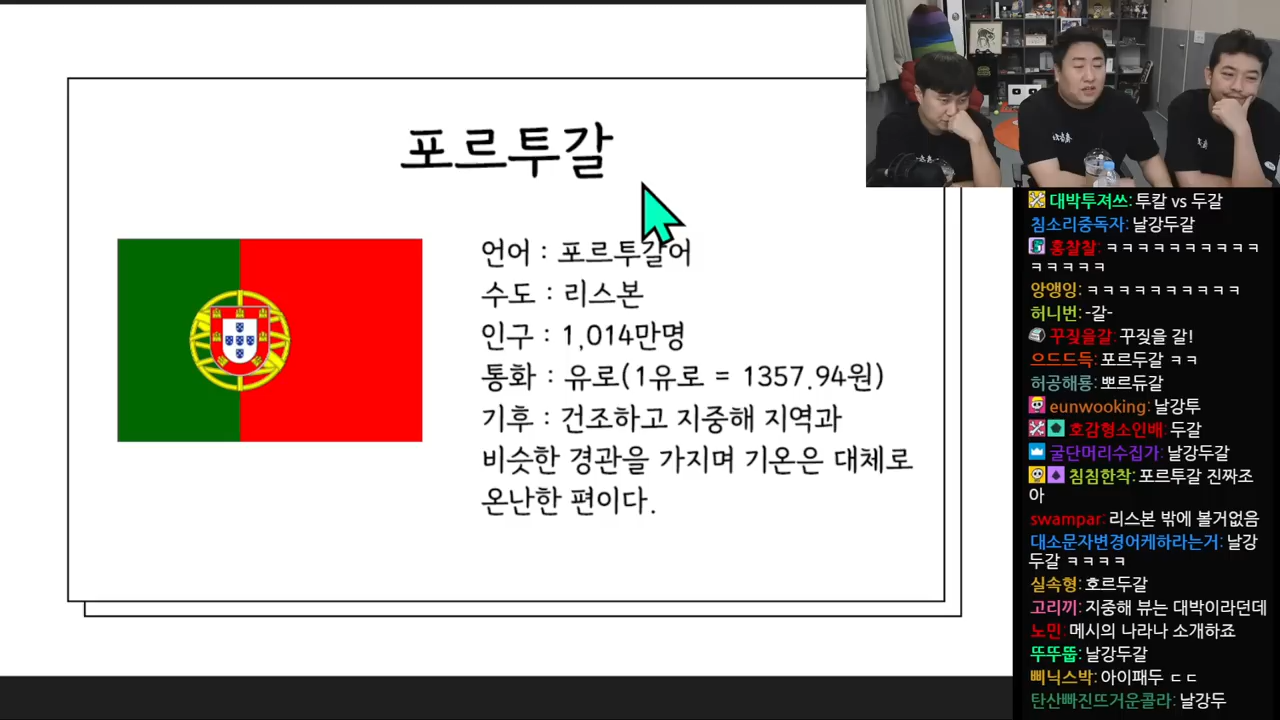 포르투갈
언어 : 포르투갈어
수도 : 리스본
인구 : 1,014만명
통화 : 유로(1유로 = 1357.94원)
기후 : 건조하고 지중해 지역과
비슷한 경관을 가지며 기온은 대체로
온난한 편이다.
대박투져쓰: 투칼 vs 두갈
침소리중독자: 날강두갈
홍찰찰: ㅋㅋㅋㅋㅋㅋㅋㅋㅋㅋ
ㅋㅋㅋㅋㅋ
앙앵잉: ㅋㅋㅋㅋㅋㅋㅋㅋㅋㅋ
허니번: -갈-
꾸짖을갈: 꾸짖을 갈!
으드드득: 포르두갈 ㅋㅋ
허공해룡: 뽀르듀갈
eunwooking: 날강투
호감형소인배: 두갈
굴단머리수집가: 날강두갈
침침한착: 포르투갈 진짜조
아
swampar: 리스본 밖에 볼거없음
대소문자변경어케하라는거: 날강
두갈 ㅋㅋㅋㅋ
실속형: 호르두갈
고리끼: 지중해 뷰는 대박이라던데
노민: 메시의 나라나 소개하죠
뚜뚜뚭: 날강두갈
삐닉스박: 아이패두 ㄷㄷ
탄산빠진뜨거운콜라: 날강두